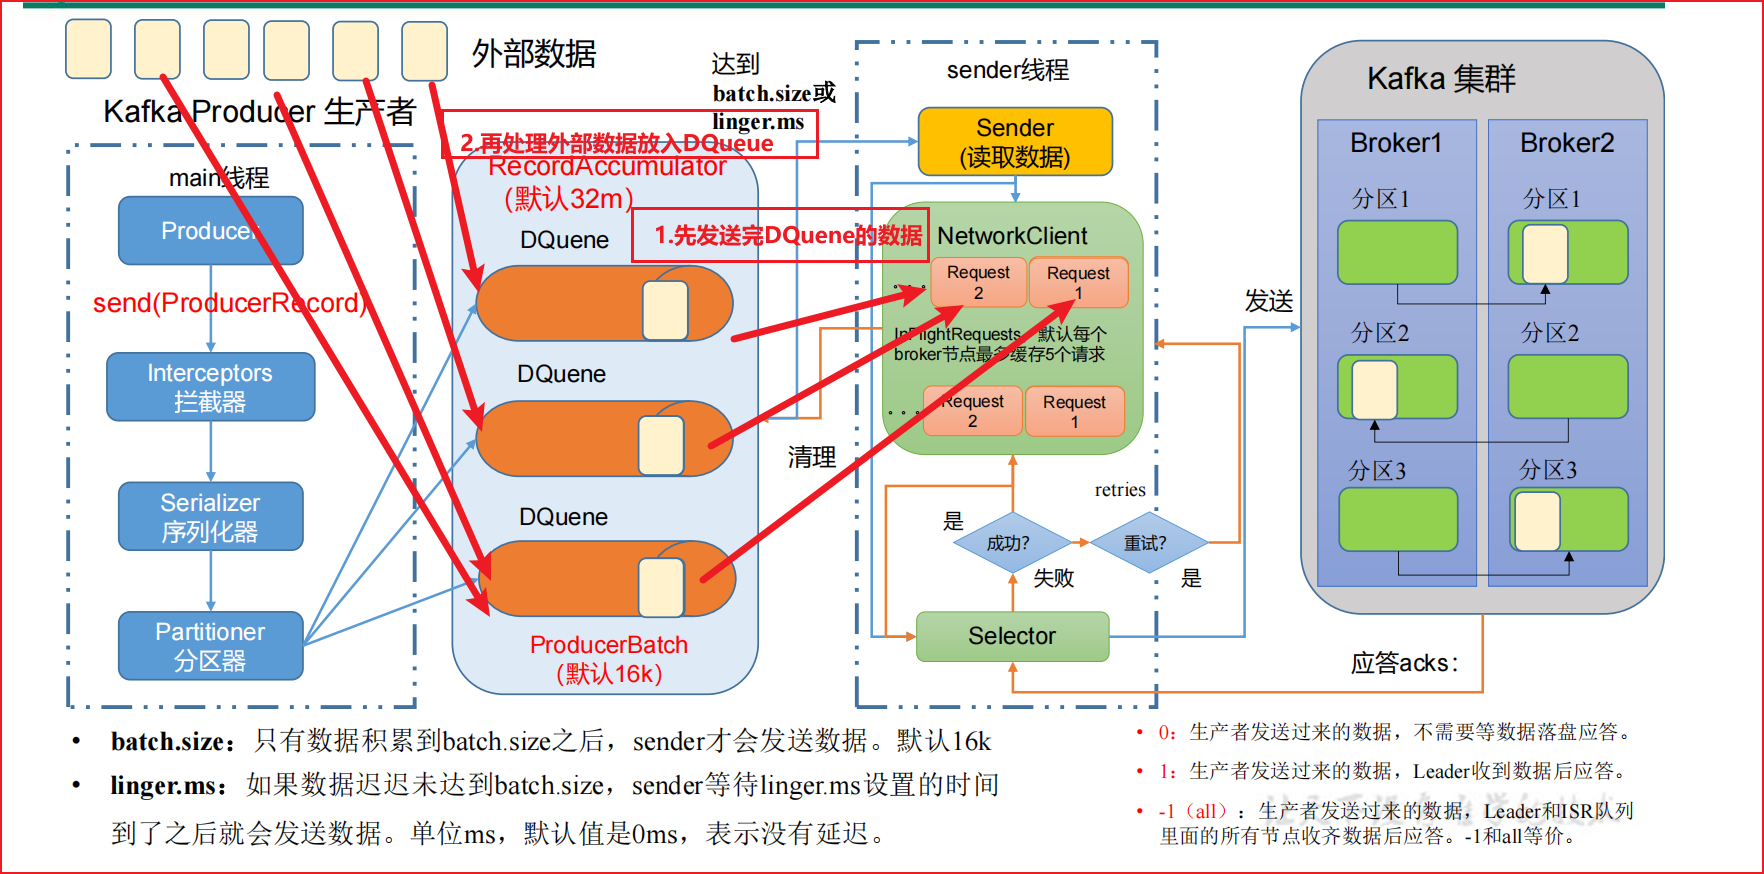 外部数据
Kafka Producer 生产者
main线程
Producer
send(ProducerRecord)
Interceptors
拦截器
Serializer
序列化器
Partitioner
分区器
达到
batch.size或
linger.ms
2.再处理外部数据放入DQueue
RecordAccumulator
(默认32m)
1.先发送完DQuene的数据
DQuene
DQuene
DQuene
ProducerBatch
(默认16k)
清理
sender线程
Sender
(读取数据)
NetworkClient
Request
2
Request
1
InFlightRequests，默认每个
broker节点最多缓存5个请求
Request
2
Request
1
retries
是
成功?
重试?
失败
是
Selector
发送
Kafka 集群
Broker1
Broker2
分区1
分区1
分区2
分区2
分区3
分区3
应答acks：
• batch.size：只有数据积累到batch.size之后，sender才会发送数据。默认16k
• linger.ms：如果数据迟迟未达到batch.size，sender等待linger.ms设置的时间
到了之后就会发送数据。单位ms，默认值是0ms，表示没有延迟。
• 0：生产者发送过来的数据，不需要等数据落盘应答。
• 1：生产者发送过来的数据，Leader收到数据后应答。
• -1（all）：生产者发送过来的数据，Leader和ISR队列
里面的所有节点收齐数据后应答。-1和all等价。